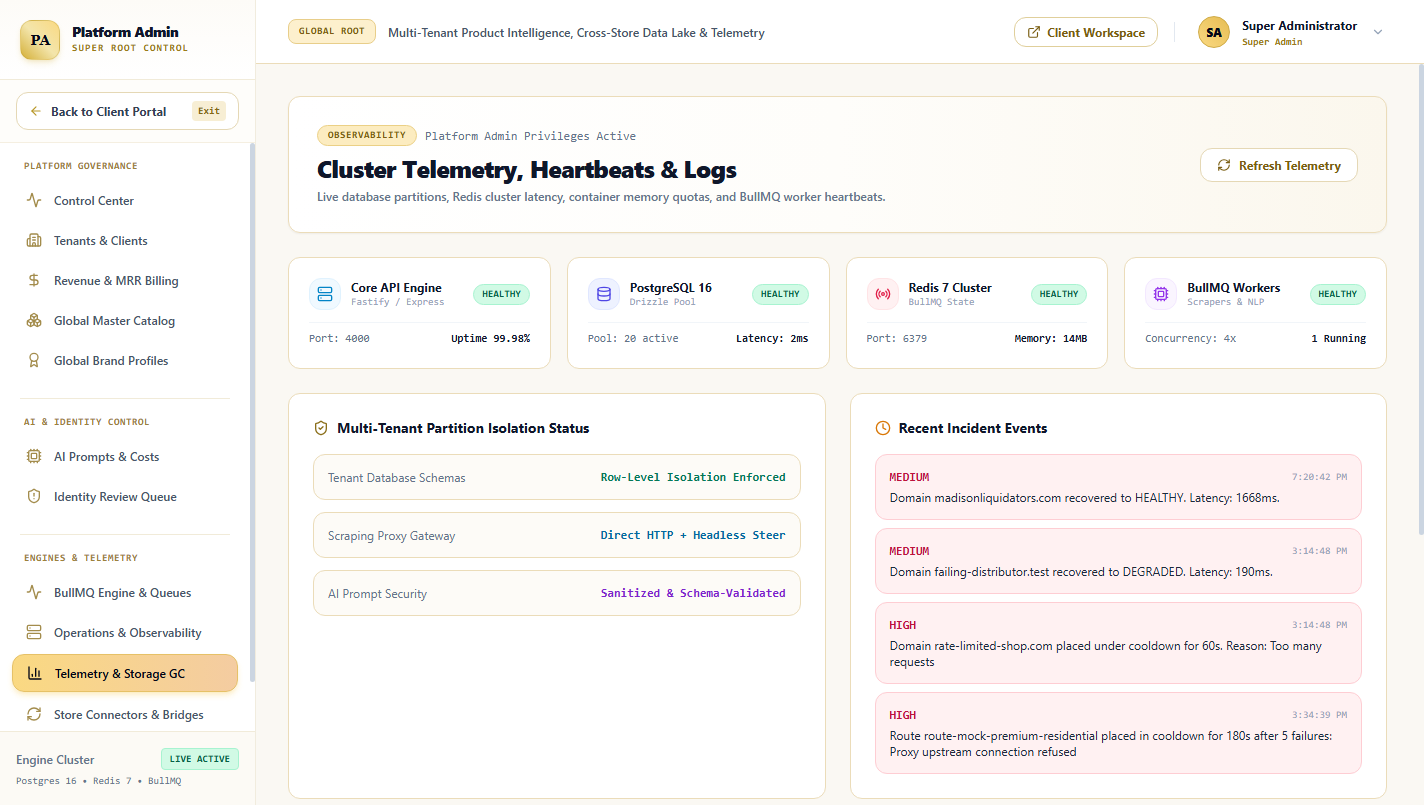 PA
Platform Admin
SUPER ROOT CONTROL
Back to Client Portal Exit
PLATFORM GOVERNANCE
Control Center
Tenants & Clients
Revenue & MRR Billing
Global Master Catalog
Global Brand Profiles
AI & IDENTITY CONTROL
AI Prompts & Costs
Identity Review Queue
ENGINES & TELEMETRY
BullMQ Engine & Queues
Operations & Observability
Telemetry & Storage GC
Store Connectors & Bridges
Engine Cluster LIVE ACTIVE
Postgres 16 • Redis 7 • BullMQ
GLOBAL ROOT Multi-Tenant Product Intelligence, Cross-Store Data Lake & Telemetry
Client Workspace
SA
Super Administrator
Super Admin
OBSERVABILITY Platform Admin Privileges Active
Cluster Telemetry, Heartbeats & Logs
Live database partitions, Redis cluster latency, container memory quotas, and BullMQ worker heartbeats.
Refresh Telemetry
Core API Engine
Fastify / Express
HEALTHY
Port: 4000 Uptime 99.98%
PostgreSQL 16
Drizzle Pool
HEALTHY
Pool: 20 active Latency: 2ms
Redis 7 Cluster
BullMQ State
HEALTHY
Port: 6379 Memory: 14MB
BullMQ Workers
Scrapers & NLP
HEALTHY
Concurrency: 4x 1 Running
Multi-Tenant Partition Isolation Status
Tenant Database Schemas Row-Level Isolation Enforced
Scraping Proxy Gateway Direct HTTP + Headless Steer
AI Prompt Security Sanitized & Schema-Validated
Recent Incident Events
MEDIUM 7:20:42 PM
Domain madisonliquidators.com recovered to HEALTHY. Latency: 1668ms.
MEDIUM 3:14:48 PM
Domain failing-distributor.test recovered to DEGRADED. Latency: 190ms.
HIGH 3:14:48 PM
Domain rate-limited-shop.com placed under cooldown for 60s. Reason: Too many
requests
HIGH 3:34:39 PM
Route route-mock-premium-residential placed in cooldown for 180s after 5 failures:
Proxy upstream connection refused